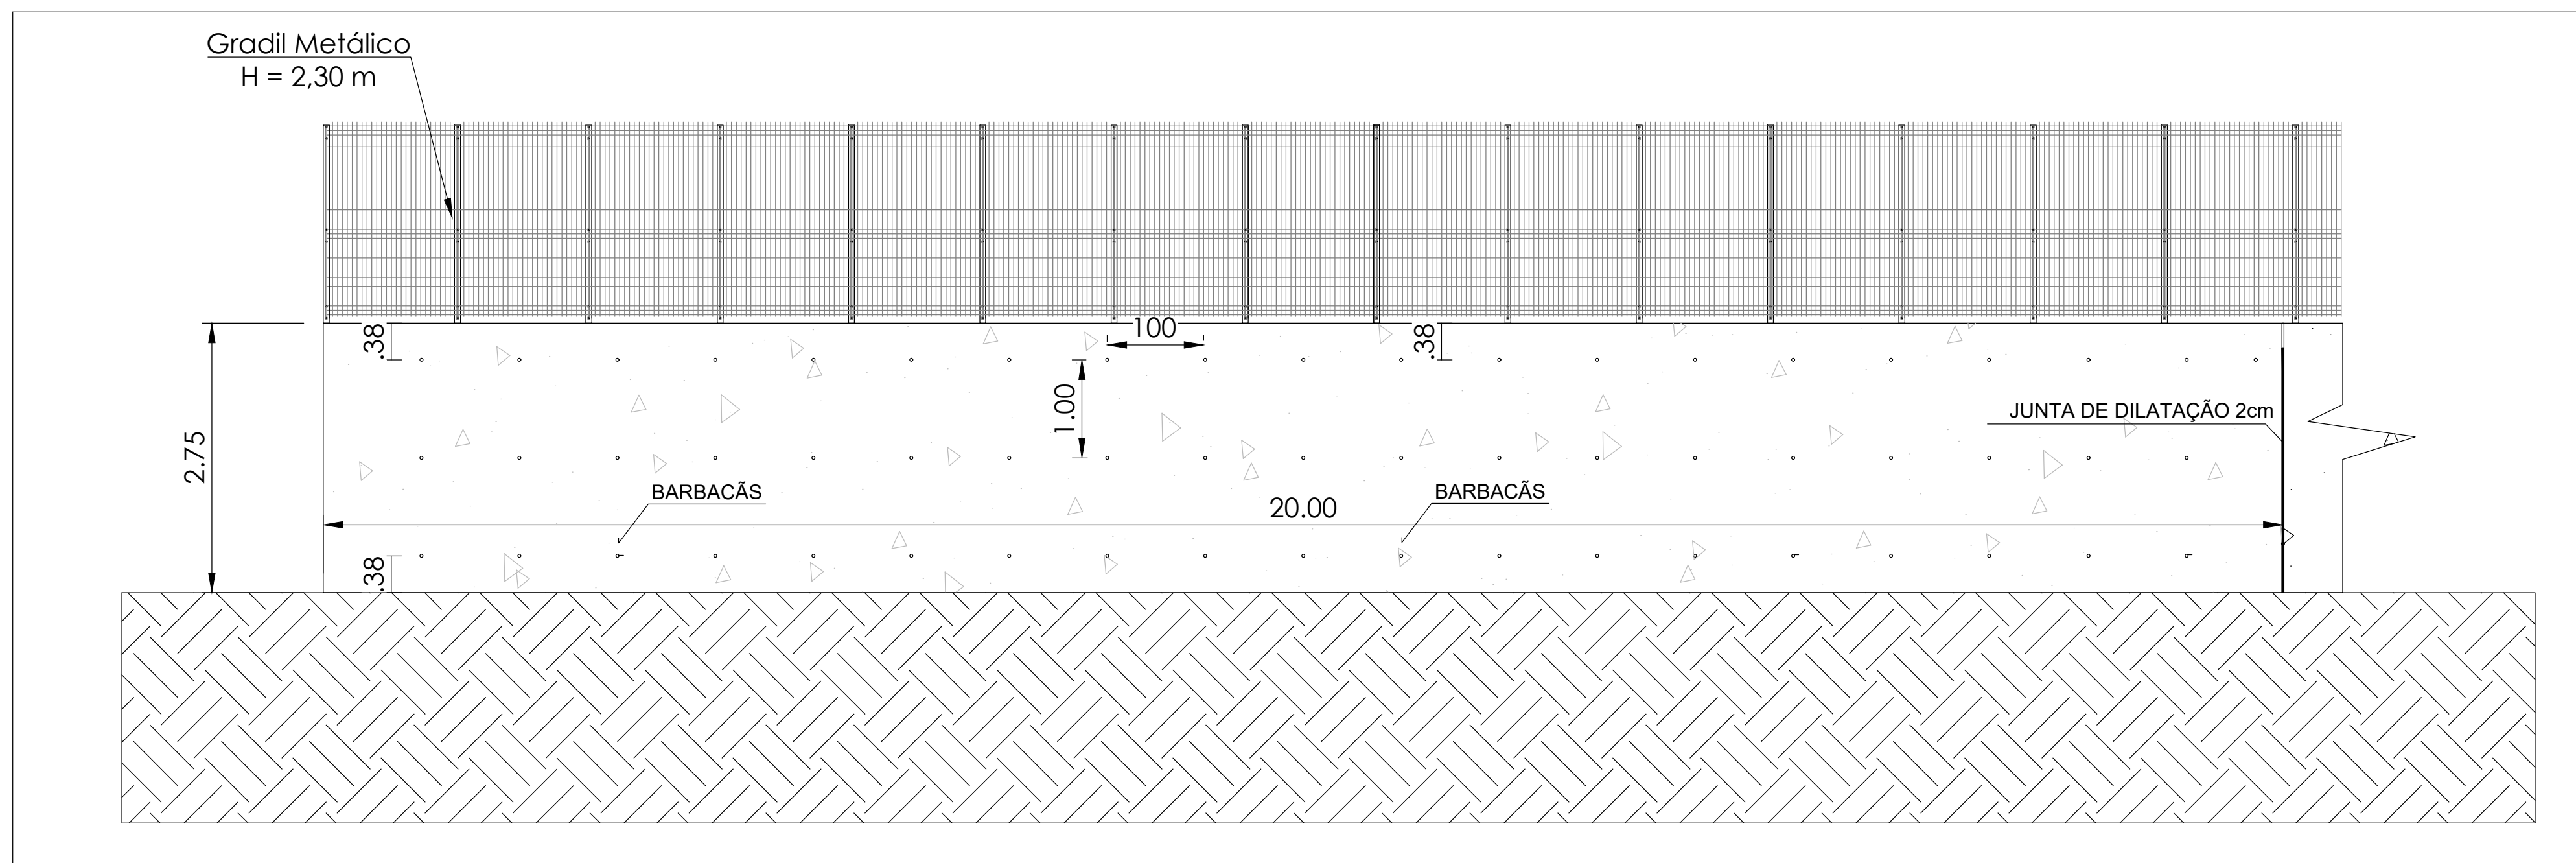 Gradil Metálico
H = 2,30 m
.38
100
.38
1.00
2.75
JUNTA DE DILATAÇÃO 2cm
BARBACÃS
BARBACÃS
20.00
.38